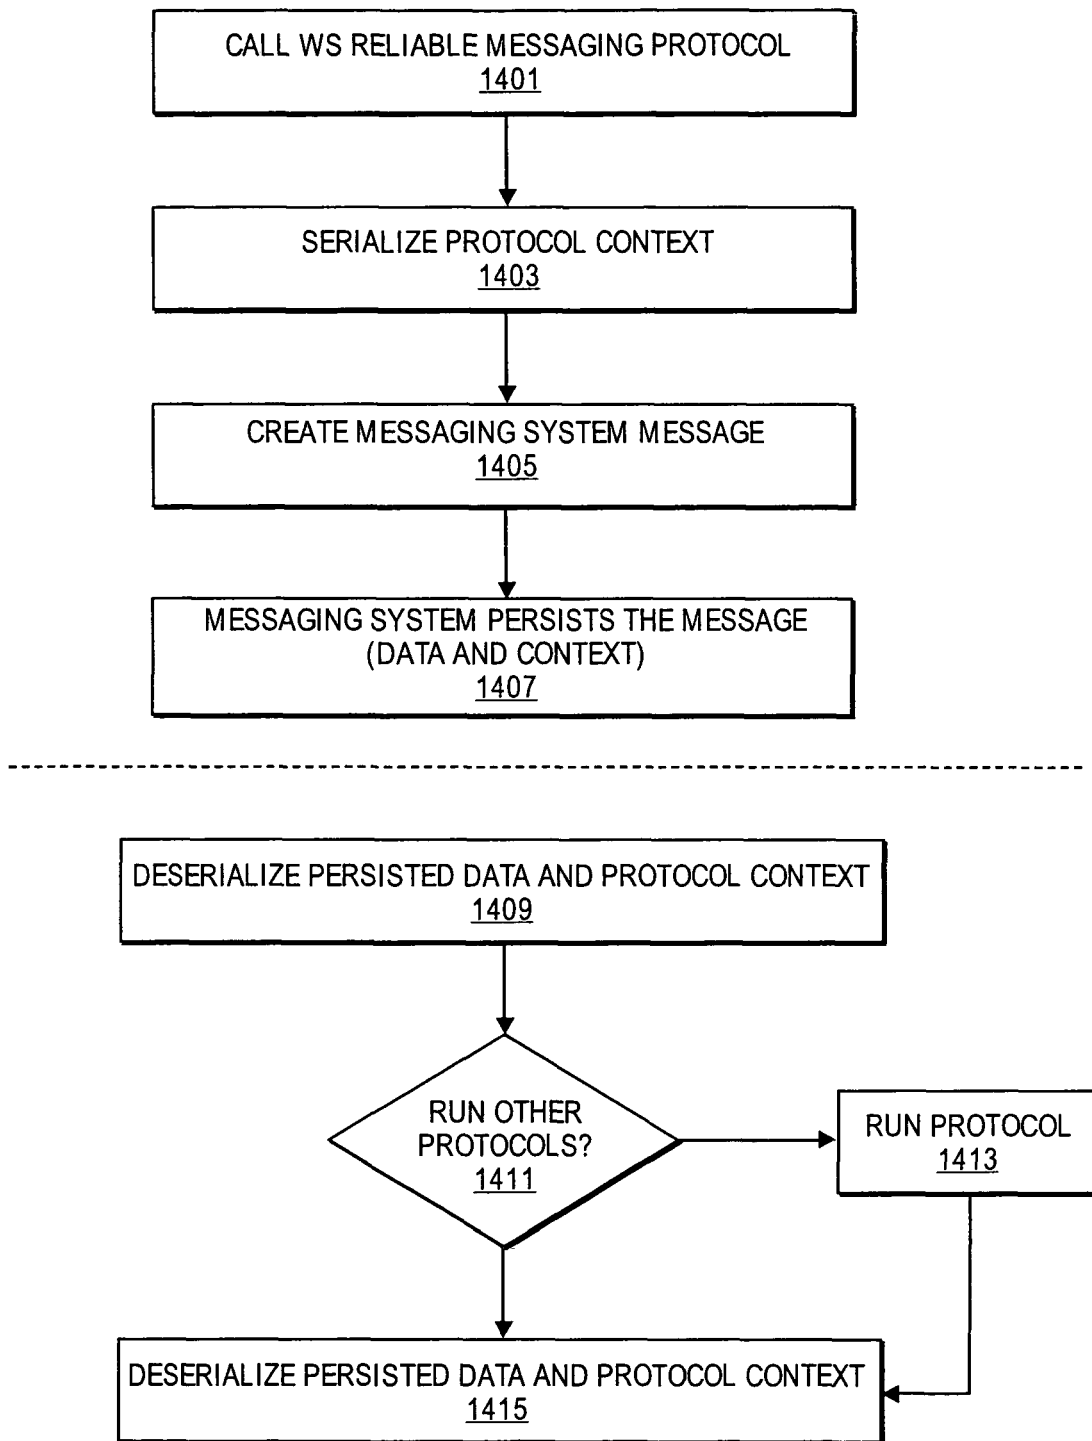 CALL WS RELIABLE MESSAGING PROTOCOL
1401
SERIALIZE PROTOCOL CONTEXT
1403
CREATE MESSAGING SYSTEM MESSAGE
1405
MESSAGING SYSTEM PERSISTS THE MESSAGE
(DATA AND CONTEXT)
1407
DESERIALIZE PERSISTED DATA AND PROTOCOL CONTEXT
1409
RUN OTHER
PROTOCOLS?
1411
RUN PROTOCOL
1413
DESERIALIZE PERSISTED DATA AND PROTOCOL CONTEXT
1415